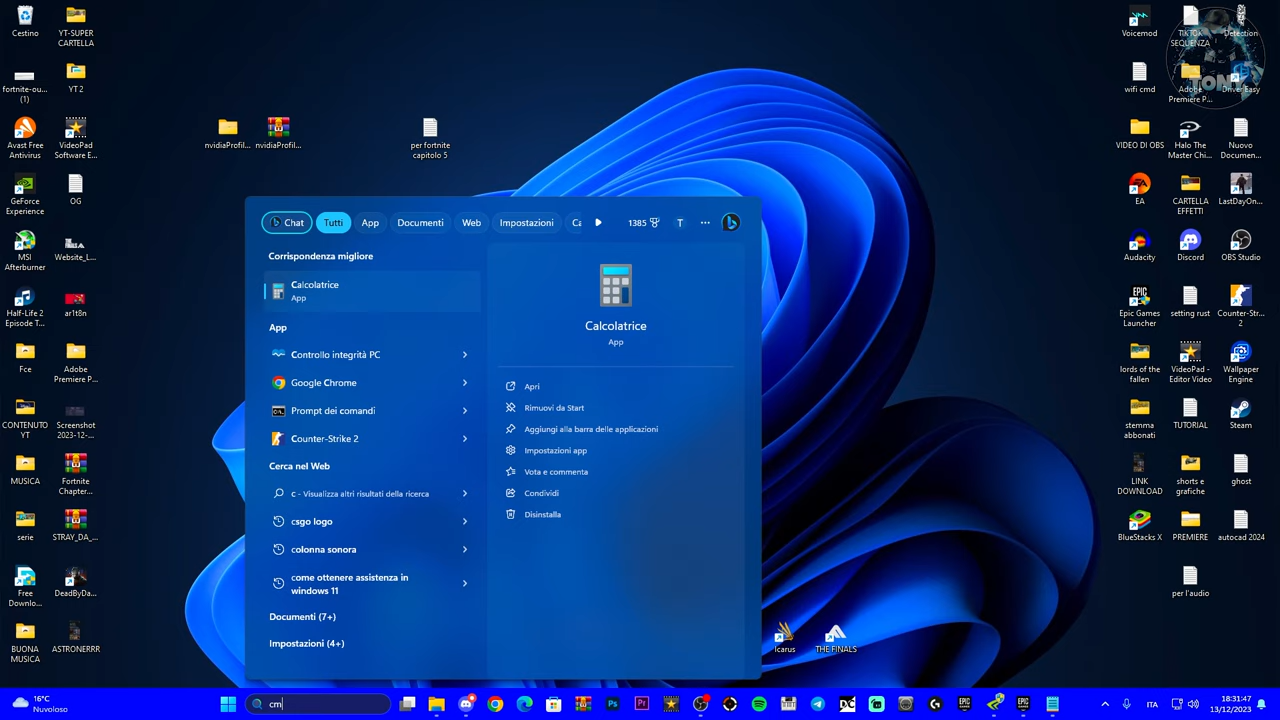 Cestino
YT-SUPER
CARTELLA
fortnite-ou...
(1)
YT 2
Avast Free
Antivirus
VideoPad
Software E...
GeForce
Experience
OG
MSI
Afterburner
Website_L...
Half-Life 2
Episode T...
ar1t8n
Fce
Adobe
Premiere P...
CONTENUTO
YT
Screenshot
2023-12-...
MUSICA
Fortnite
Chapter...
serie
STRAY_DA_...
Free
Downlo...
DeadByDa...
BUONA
MUSICA
ASTRONERRR
nvidiaProfil...
nvidiaProfil...
per fortnite
capitolo 5
Chat
Tutti
App
Documenti
Web
Impostazioni
Ca
1385
T
Corrispondenza migliore
Calcolatrice
App
App
Controllo integrità PC
Google Chrome
Prompt dei comandi
Counter-Strike 2
Cerca nel Web
c - Visualizza altri risultati della ricerca
csgo logo
colonna sonora
come ottenere assistenza in
windows 11
Documenti (7+)
Impostazioni (4+)
Calcolatrice
App
Apri
Rimuovi da Start
Aggiungi alla barra delle applicazioni
Impostazioni app
Vota e commenta
Condividi
Disinstalla
Icarus
THE FINALS
Voicemod
TIKTOK
SEQUENZA
Detection
TONY
wifi cmd
Adobe
Premiere P...
Driver Easy
VIDEO DI OBS
Halo The
Master Chi...
Nuovo
Documen...
EA
CARTELLA
EFFETTI
LastDayOn...
Audacity
Discord
OBS Studio
Epic Games
Launcher
setting rust
Counter-Str...
2
lords of the
fallen
VideoPad -
Editor Video
Wallpaper
Engine
stemma
abbonati
TUTORIAL
Steam
LINK
DOWNLOAD
shorts e
grafiche
ghost
BlueStacks X
PREMIERE
autocad 2024
per l'audio
16°C
Nuvoloso
cm
ITA
18:31:47
13/12/2023